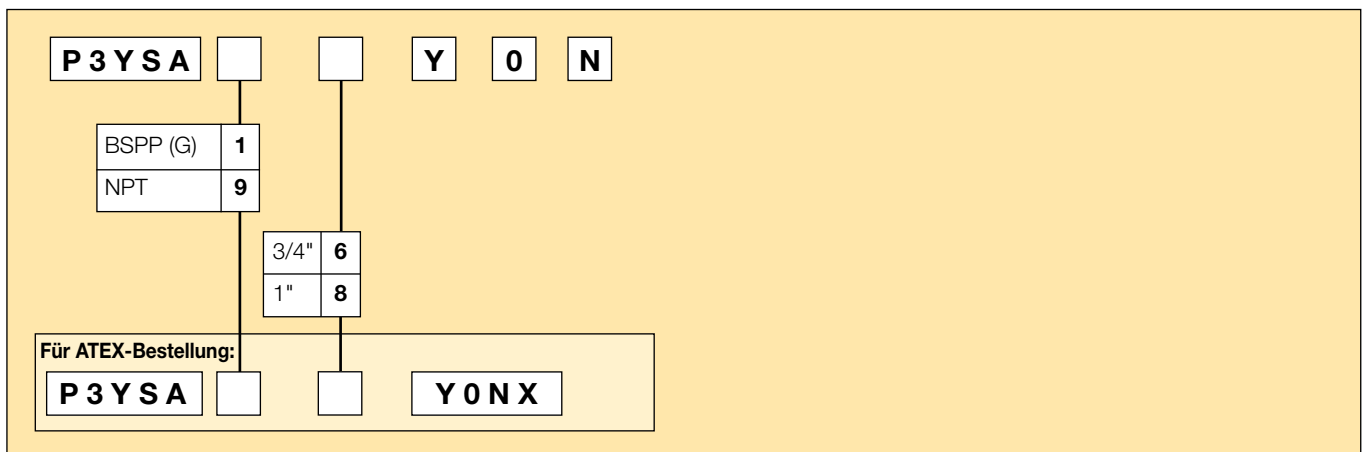 P3YSA Y 0 N
BSPP (G) 1
NPT 9
3/4" 6
1" 8
Für ATEX-Bestellung:
P3YSA Y0NX